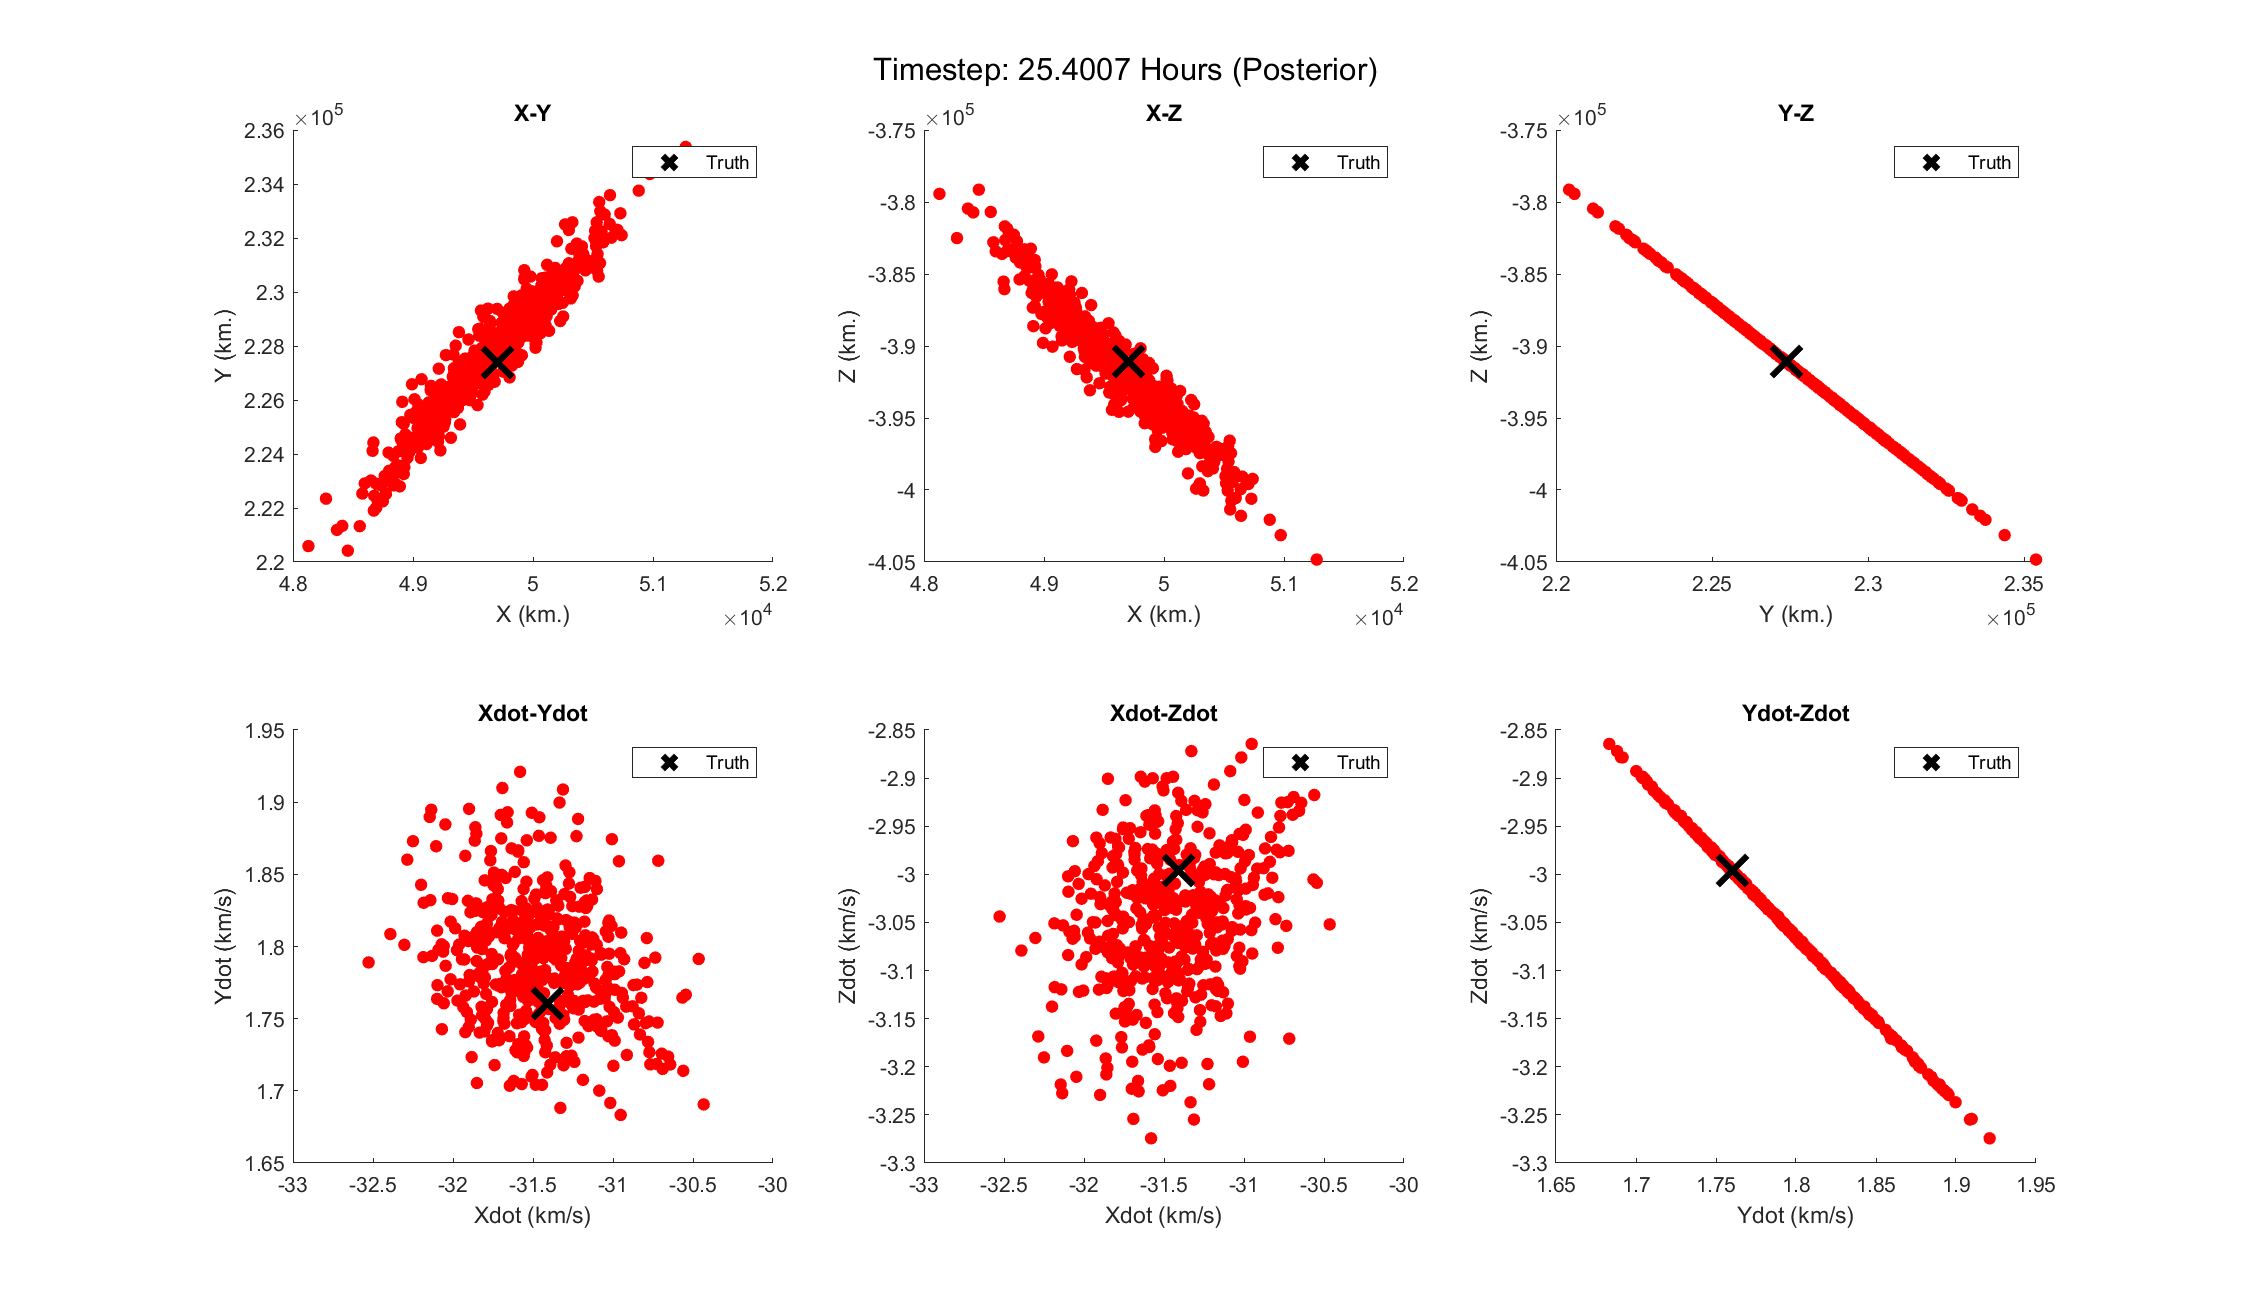 Timestep: 25.4007 Hours (Posterior)
X-Y
×10^5
2.36
2.34
2.32
2.3
2.28
2.26
2.24
2.22
2.2
Y (km.)
Truth
4.8 4.9 5 5.1 5.2
X (km.)
×10^4
X-Z
×10^5
-3.75
-3.8
-3.85
-3.9
-3.95
-4
-4.05
Z (km.)
Truth
4.8 4.9 5 5.1 5.2
X (km.)
×10^4
Y-Z
×10^5
-3.75
-3.8
-3.85
-3.9
-3.95
-4
-4.05
Z (km.)
Truth
2.2 2.25 2.3 2.35
Y (km.)
×10^5
Xdot-Ydot
1.95
1.9
1.85
1.8
1.75
1.7
1.65
Ydot (km/s)
Truth
-33 -32.5 -32 -31.5 -31 -30.5 -30
Xdot (km/s)
Xdot-Zdot
-2.85
-2.9
-2.95
-3
-3.05
-3.1
-3.15
-3.2
-3.25
-3.3
Zdot (km/s)
Truth
-33 -32.5 -32 -31.5 -31 -30.5 -30
Xdot (km/s)
Ydot-Zdot
-2.85
-2.9
-2.95
-3
-3.05
-3.1
-3.15
-3.2
-3.25
-3.3
Zdot (km/s)
Truth
1.65 1.7 1.75 1.8 1.85 1.9 1.95
Ydot (km/s)